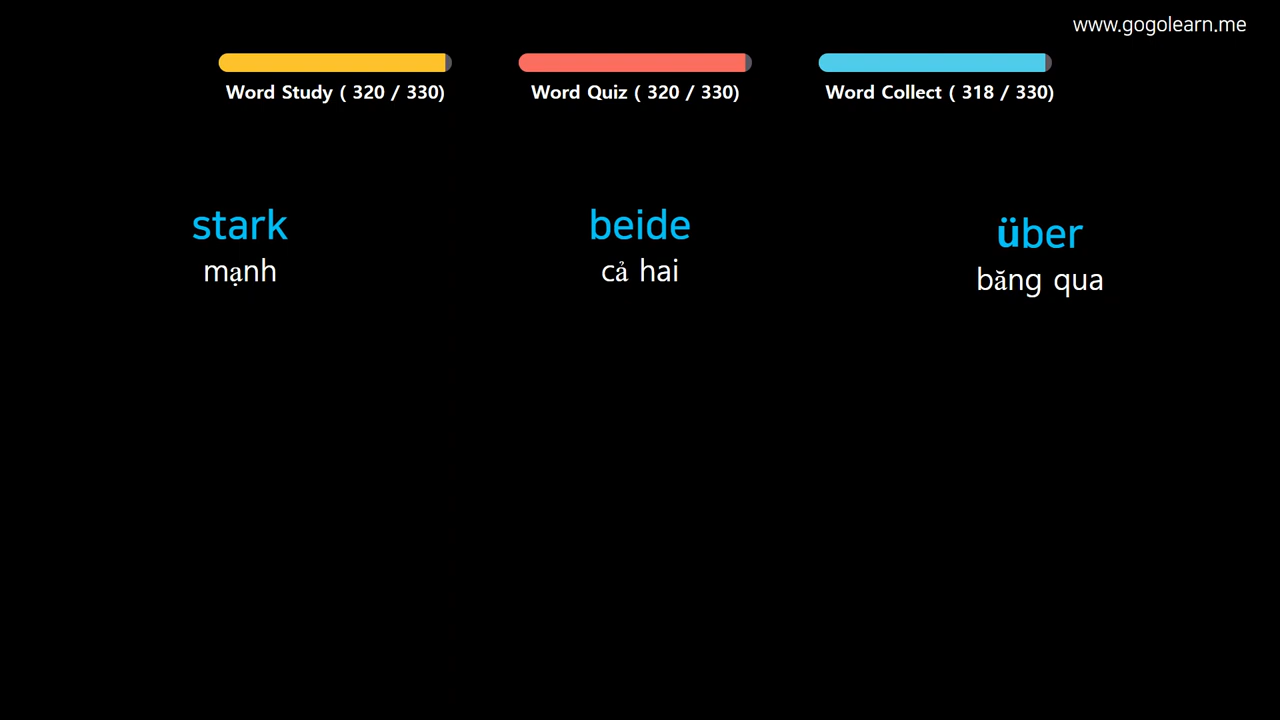 www.gogolearn.me
Word Study ( 320 / 330)
Word Quiz ( 320 / 330)
Word Collect ( 318 / 330)
stark
mạnh
beide
cả hai
über
băng qua